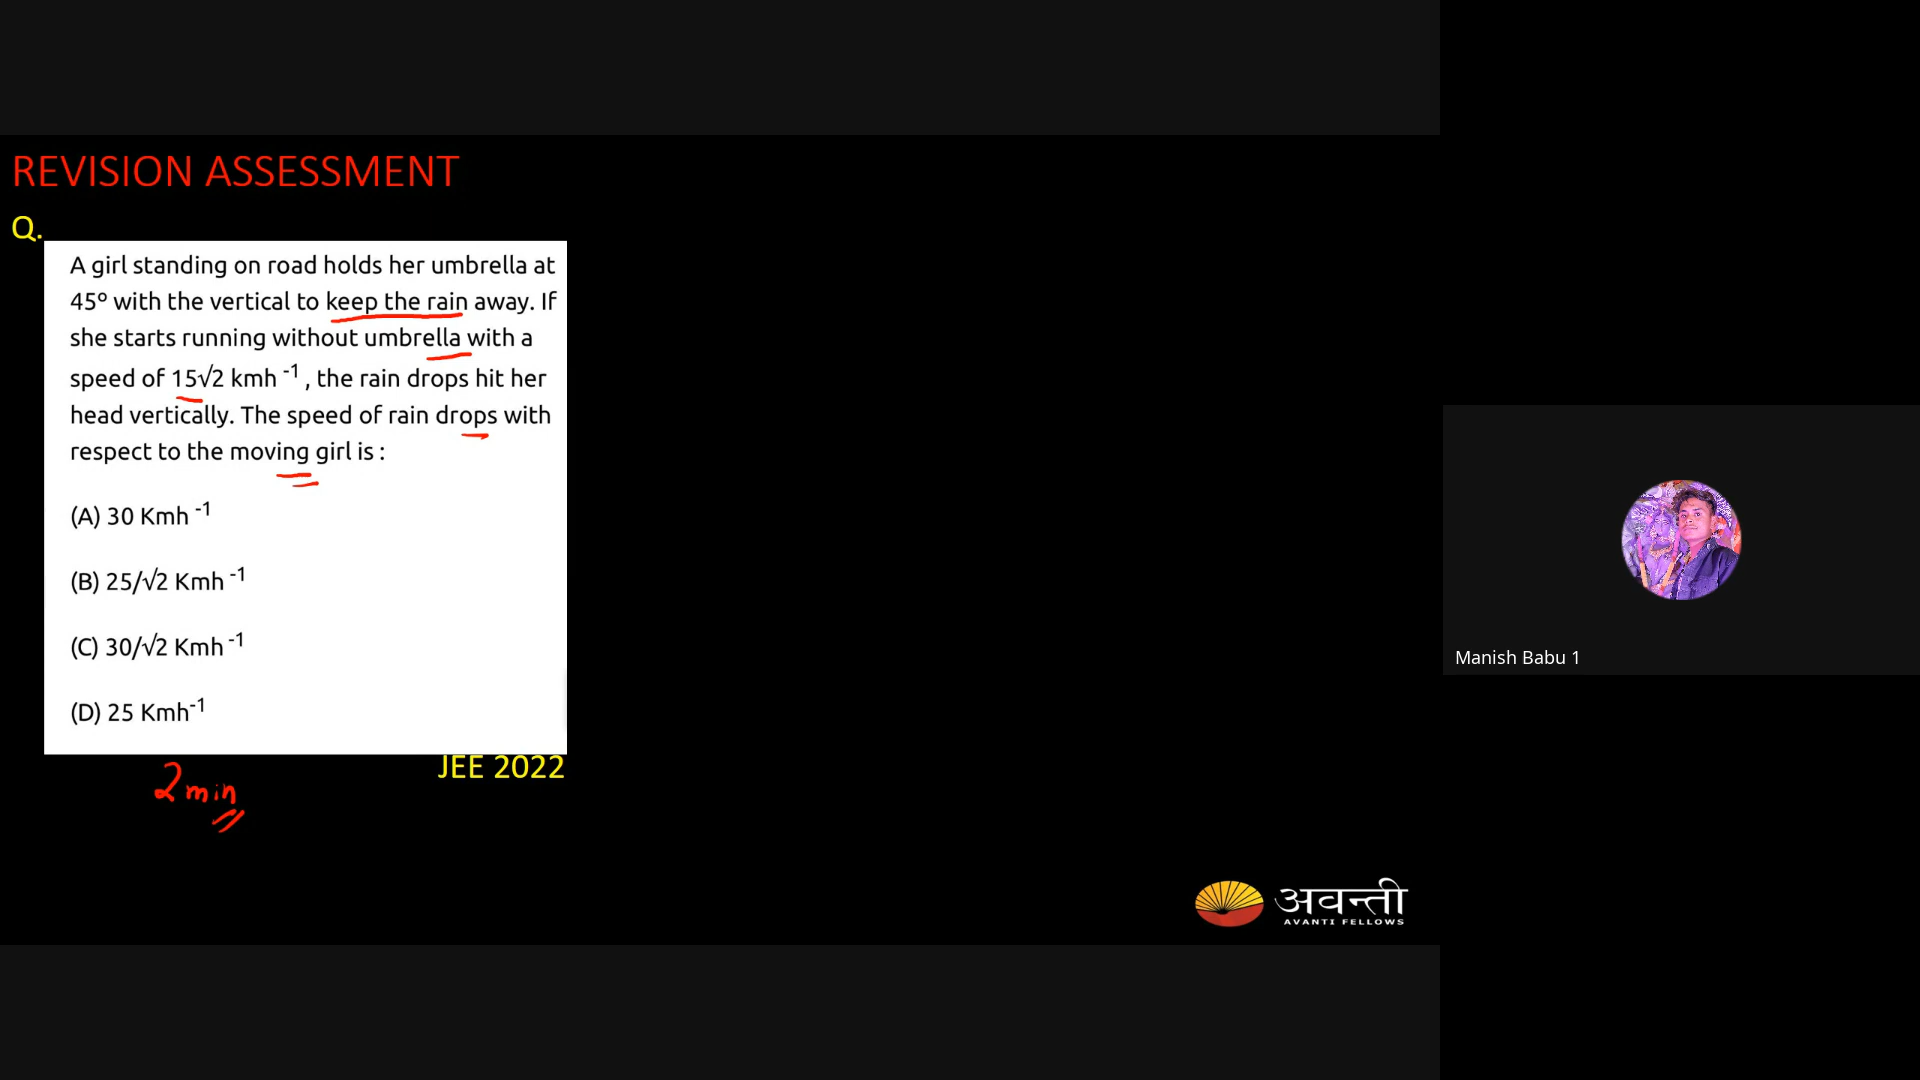 REVISION ASSESSMENT
Q.
A girl standing on road holds her umbrella at
45º with the vertical to keep the rain away. If
she starts running without umbrella with a
speed of 15√2 kmh -1 , the rain drops hit her
head vertically. The speed of rain drops with
respect to the moving girl is :
(A) 30 Kmh -1
(B) 25/√2 Kmh -1
(C) 30/√2 Kmh -1
(D) 25 Kmh-1
JEE 2022
2 min
अवन्ती
AVANTI FELLOWS
Manish Babu 1